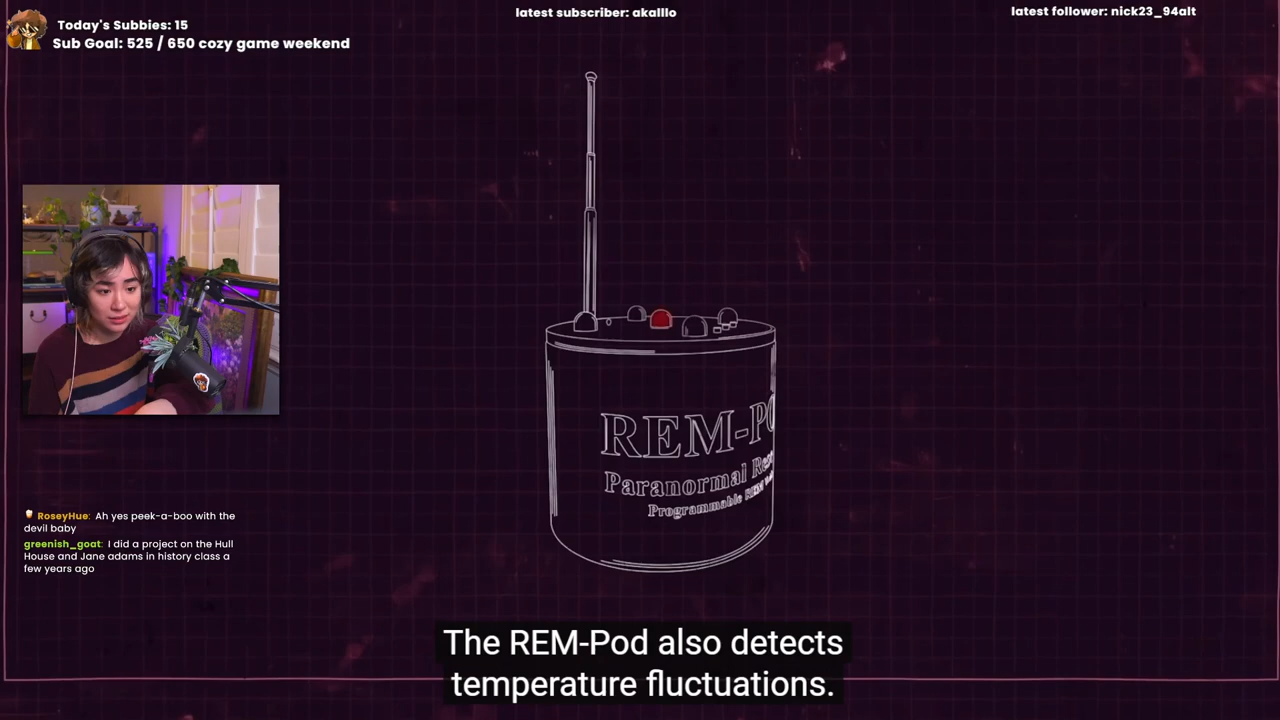 Today's Subbies: 15
Sub Goal: 525 / 650 cozy game weekend
latest subscriber: akalllo
latest follower: nick23_94alt
REM-PO
Paranormal
Programmable REM
RoseyHue: Ah yes peek-a-boo with the
devil baby
greenish_goat: I did a project on the Hull
House and Jane adams in history class a
few years ago
The REM-Pod also detects
temperature fluctuations.